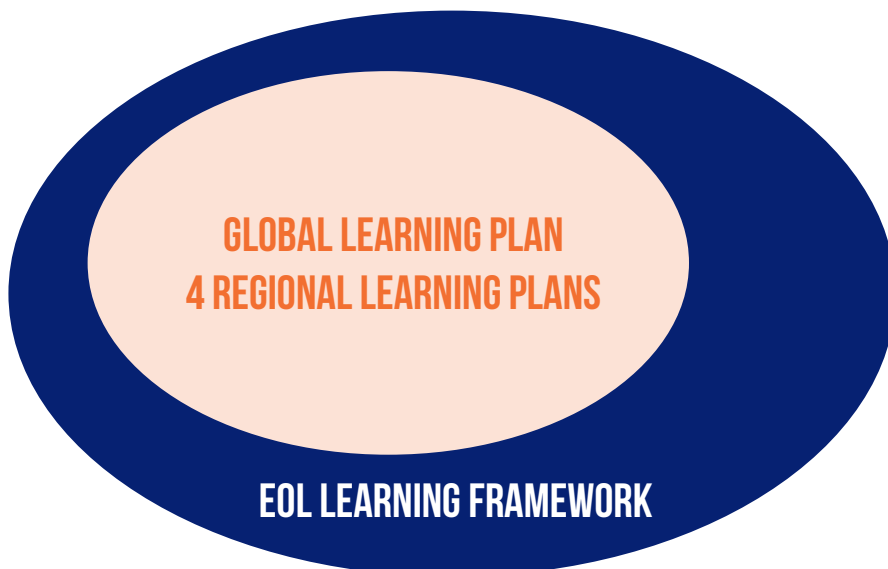 GLOBAL LEARNING PLAN
4 REGIONAL LEARNING PLANS
EOL LEARNING FRAMEWORK